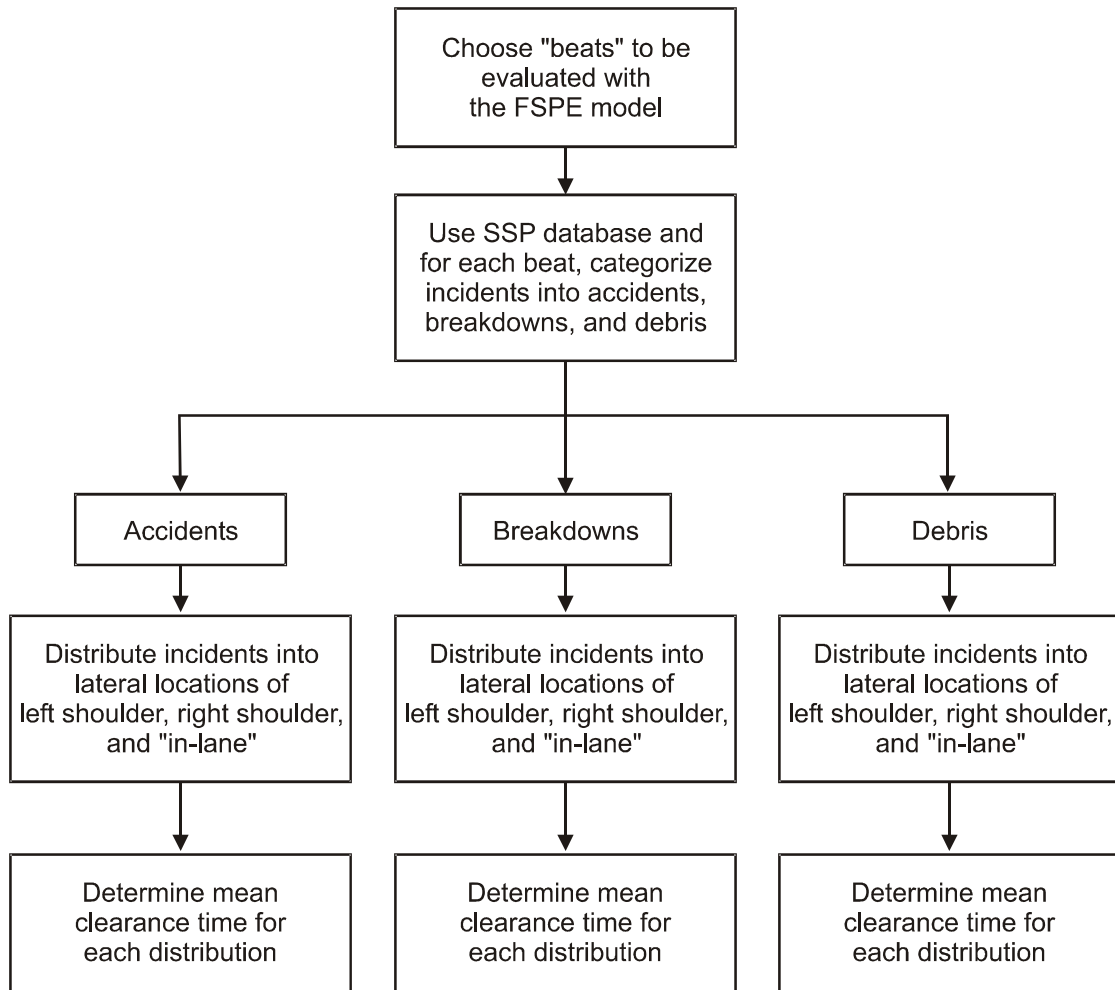 Choose "beats" to be
evaluated with
the FSPE model
Use SSP database and
for each beat, categorize
incidents into accidents,
breakdowns, and debris
Accidents
Breakdowns
Debris
Distribute incidents into
lateral locations of
left shoulder, right shoulder,
and "in-lane"
Distribute incidents into
lateral locations of
left shoulder, right shoulder,
and "in-lane"
Distribute incidents into
lateral locations of
left shoulder, right shoulder,
and "in-lane"
Determine mean
clearance time for
each distribution
Determine mean
clearance time for
each distribution
Determine mean
clearance time for
each distribution